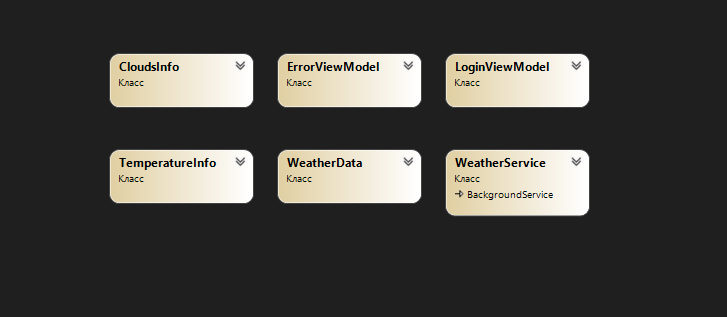 CloudsInfo
Класс
ErrorViewModel
Класс
LoginViewModel
Класс
TemperatureInfo
Класс
WeatherData
Класс
WeatherService
Класс
BackgroundService